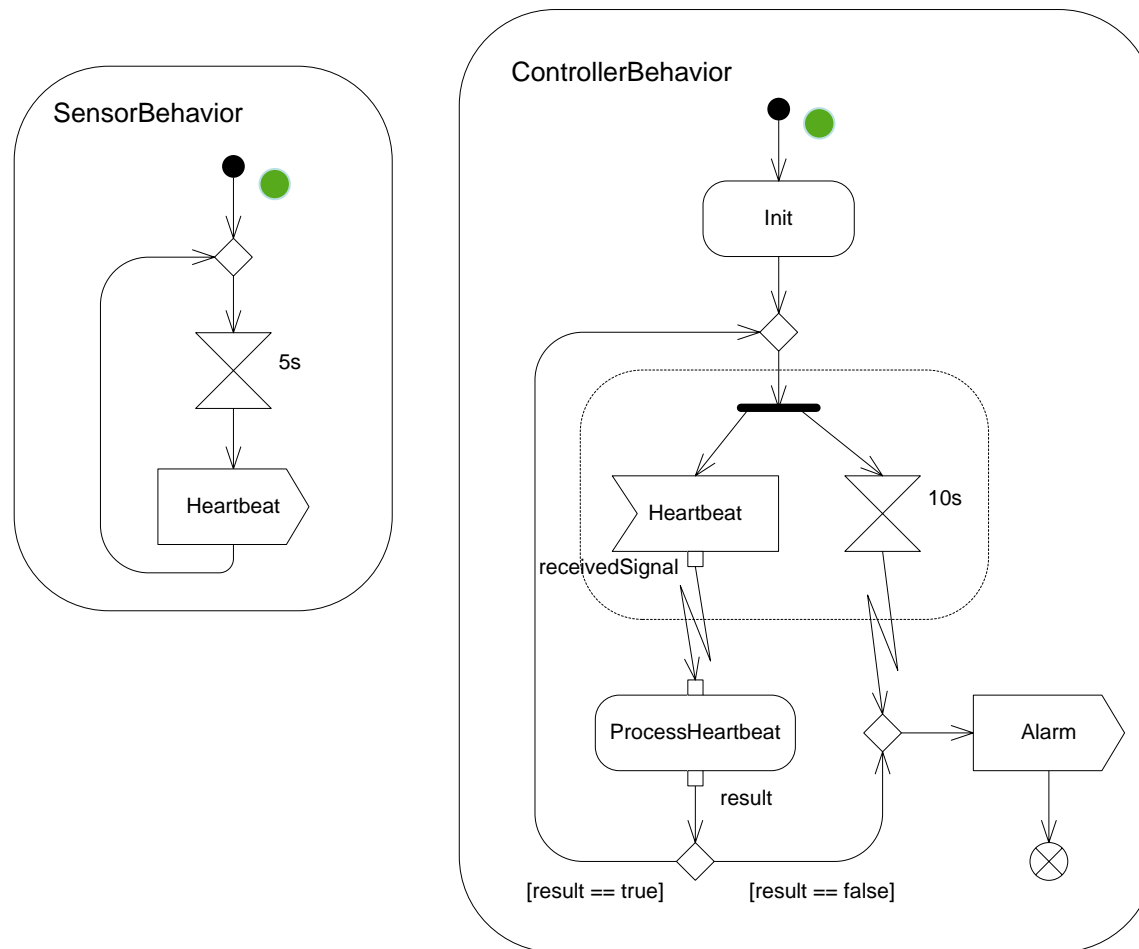 SensorBehavior
5s
Heartbeat
ControllerBehavior
Init
Heartbeat
10s
receivedSignal
ProcessHeartbeat
Alarm
result
[result == true]
[result == false]